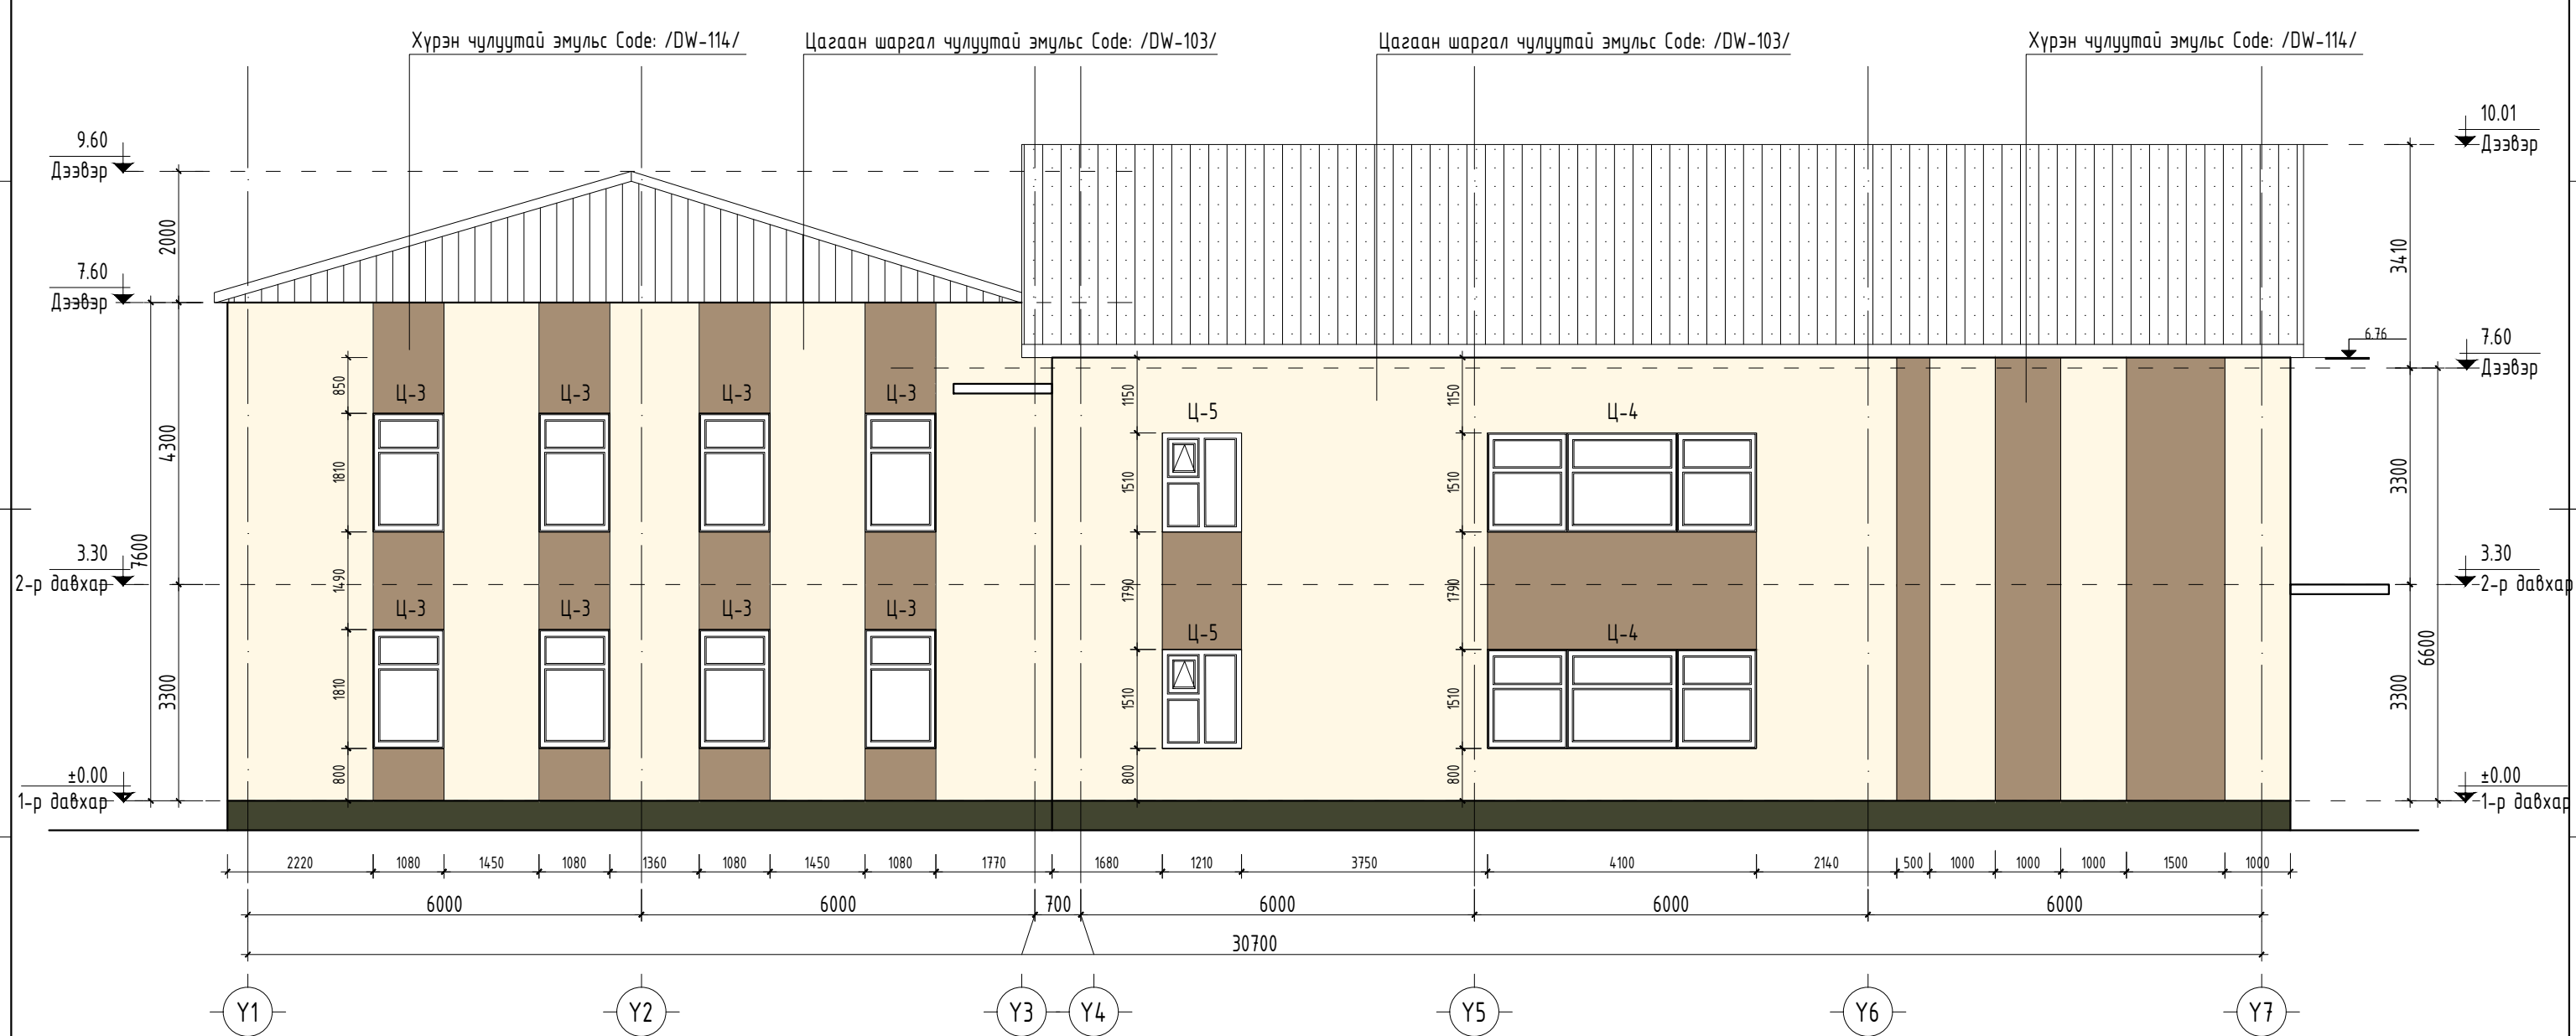 Хүрэн чулуутай эмульс Code: /DW-114/
Цагаан шаргал чулуутай эмульс Code: /DW-103/
Цагаан шаргал чулуутай эмульс Code: /DW-103/
Хүрэн чулуутай эмульс Code: /DW-114/
9.60
Дээвэр
10.01
Дээвэр
2000
3410
7.60
Дээвэр
6.76
7.60
Дээвэр
850
1150
1150
Ц-3
Ц-3
Ц-3
Ц-3
Ц-5
Ц-4
4300
1810
1510
1510
3300
7600
3.30
2-р давхар
1490
1790
1790
3.30
2-р давхар
Ц-3
Ц-3
Ц-3
Ц-3
Ц-5
Ц-4
6600
3300
1810
1510
1510
3300
800
800
800
±0.00
1-р давхар
±0.00
1-р давхар
2220 1080 1450 1080 1360 1080 1450 1080 1770 1680 1210 3750 4100 2140 500 1000 1000 1000 1500 1000
6000 6000 700 6000 6000 6000
30700
Y1 Y2 Y3 Y4 Y5 Y6 Y7